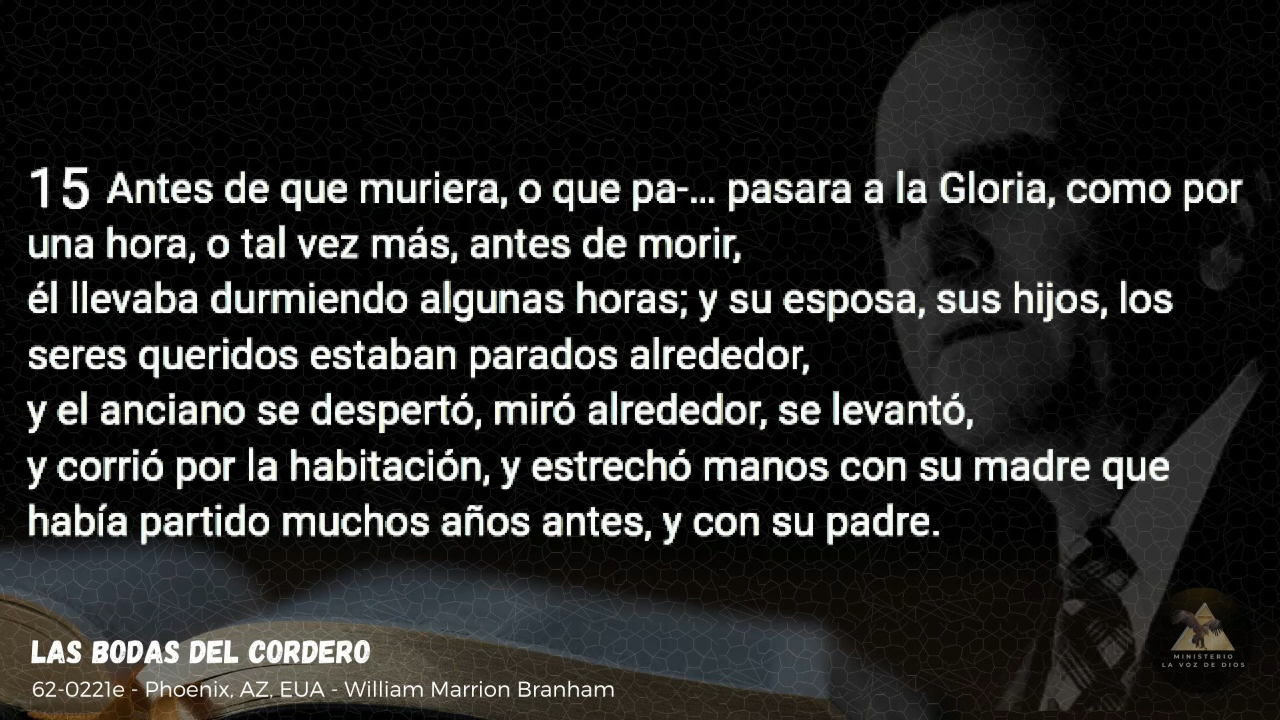 15 Antes de que muriera, o que pa-... pasara a la Gloria, como por
una hora, o tal vez más, antes de morir,
él llevaba durmiendo algunas horas; y su esposa, sus hijos, los
seres queridos estaban parados alrededor,
y el anciano se despertó, miró alrededor, se levantó,
y corrió por la habitación, y estrechó manos con su madre que
había partido muchos años antes, y con su padre.
LAS BODAS DEL CORDERO
62-0221e - Phoenix, AZ, EUA - William Marrion Branham
MINISTERIO
LA VOZ DE DIOS